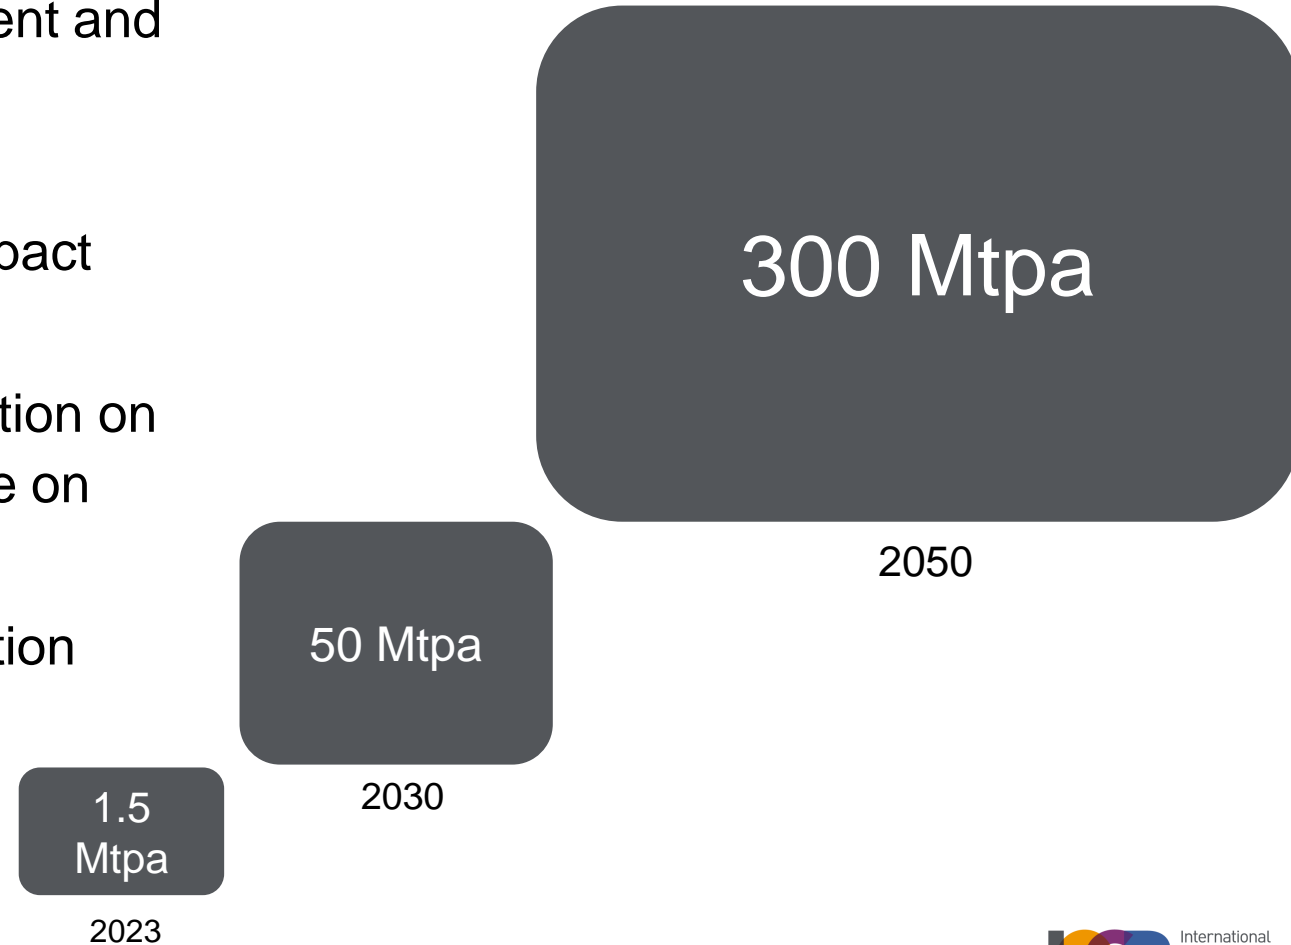 ent and
pact
tion on
e on
tion
300 Mtpa
2050
50 Mtpa
2030
1.5
Mtpa
2023
International